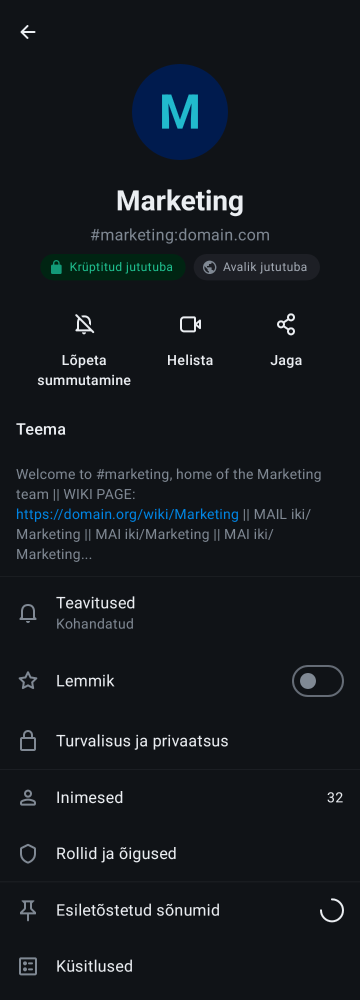 M
Marketing
#marketing:domain.com
Krüptitud jututuba
Avalik jututuba
Lõpeta
summutamine
Helista
Jaga
Teema
Welcome to #marketing, home of the Marketing
team || WIKI PAGE:
https://domain.org/wiki/Marketing || MAIL iki/
Marketing || MAI iki/Marketing || MAI iki/
Marketing...
Teavitused
Kohandatud
Lemmik
Turvalisus ja privaatsus
Inimesed 32
Rollid ja õigused
Esiletõstetud sõnumid
Küsitlused